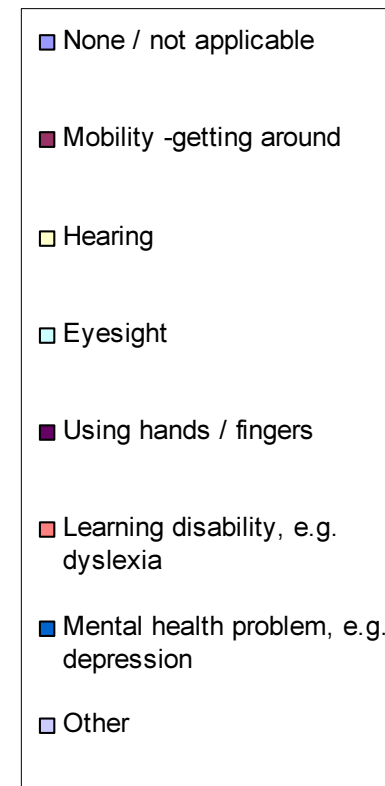 None / not applicable
Mobility -getting around
Hearing
Eyesight
Using hands / fingers
Learning disability, e.g.
dyslexia
Mental health problem, e.g.
depression
Other